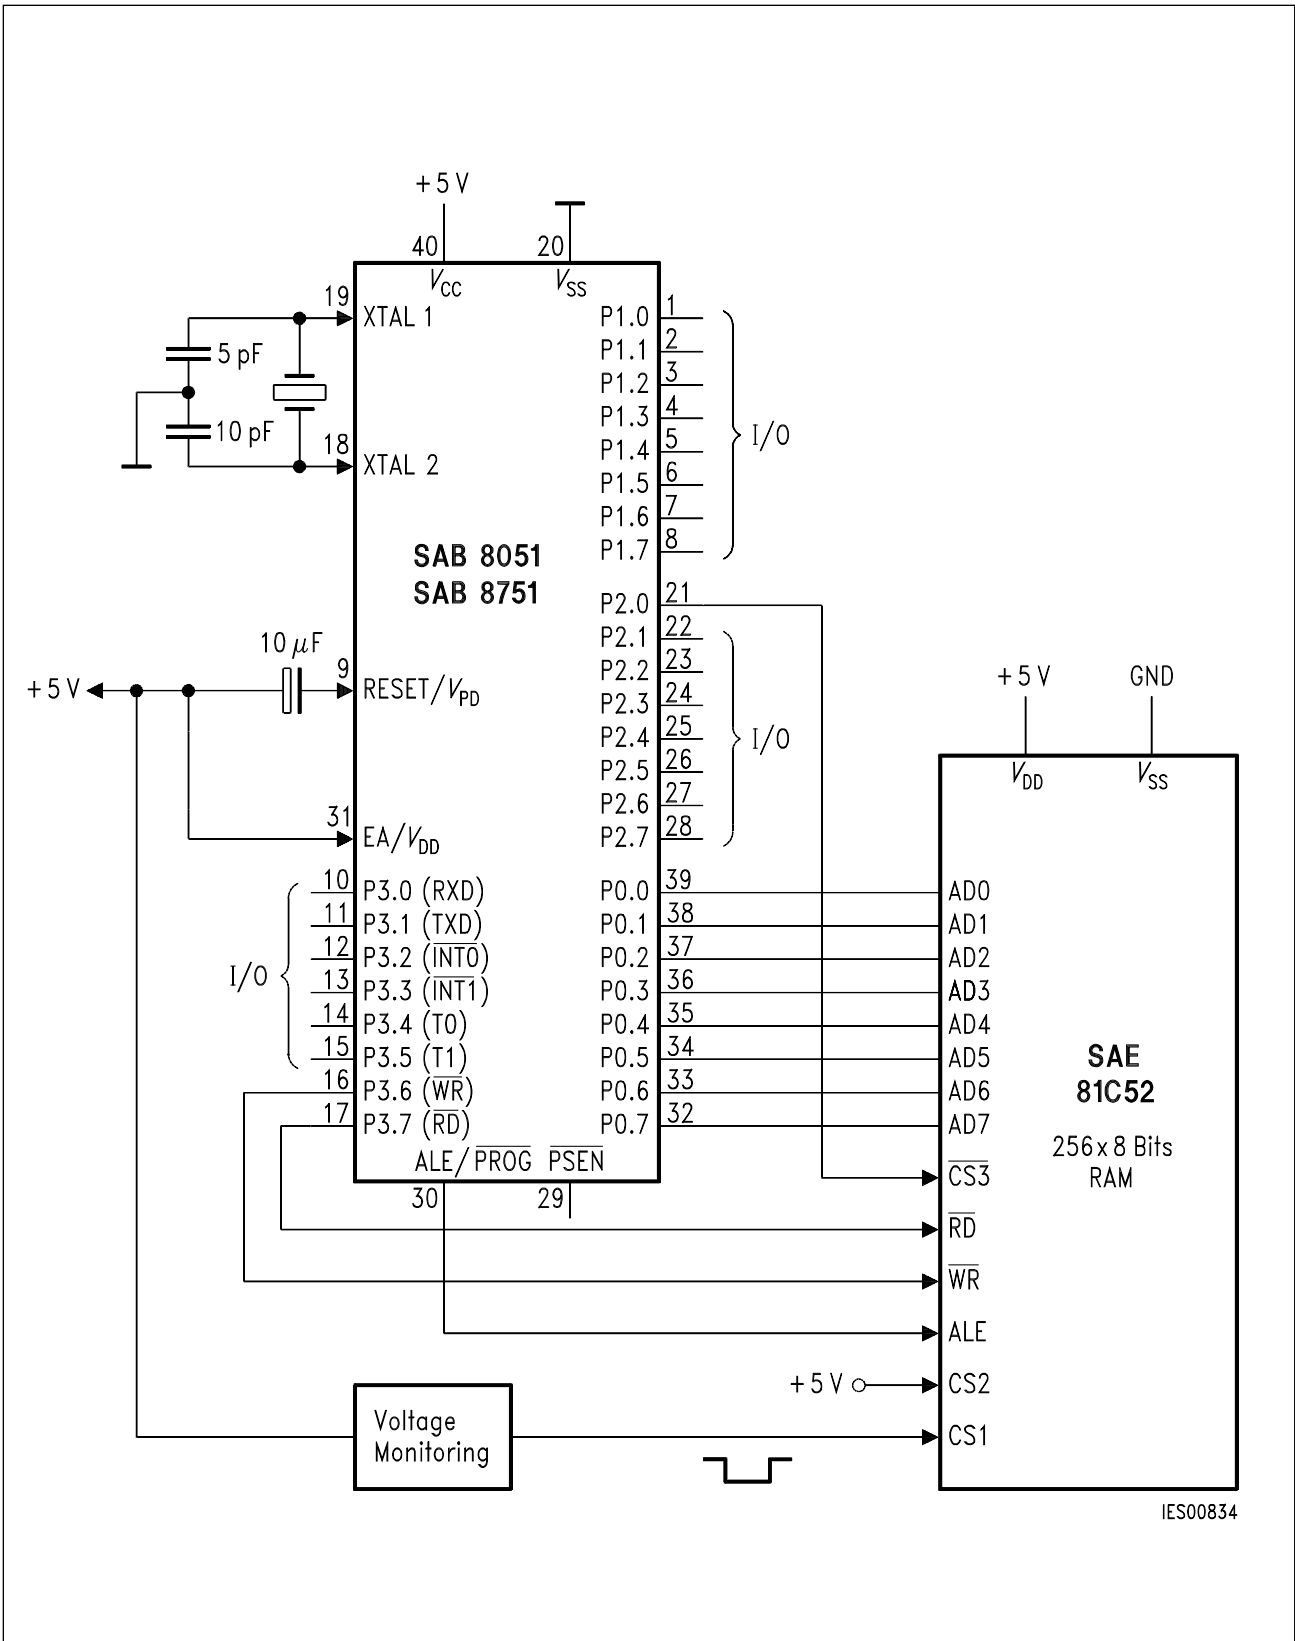 +5 V
40
20
VCC
VSS
19
XTAL 1
5 pF
10 pF
18
XTAL 2
SAB 8051
SAB 8751
P1.0 1
P1.1 2
P1.2 3
P1.3 4
P1.4 5
P1.5 6
P1.6 7
P1.7 8
I/O
P2.0 21
P2.1 22
P2.2 23
P2.3 24
P2.4 25
P2.5 26
P2.6 27
P2.7 28
I/O
10 µF
+5 V
9
RESET/VPD
31
EA/VDD
I/O
10 P3.0 (RXD)
11 P3.1 (TXD)
12 P3.2 (INT0)
13 P3.3 (INT1)
14 P3.4 (T0)
15 P3.5 (T1)
16 P3.6 (WR)
17 P3.7 (RD)
P0.0 39
P0.1 38
P0.2 37
P0.3 36
P0.4 35
P0.5 34
P0.6 33
P0.7 32
ALE/PROG PSEN
30
29
+5 V
GND
VDD
VSS
AD0
AD1
AD2
AD3
AD4
AD5
AD6
AD7
CS3
RD
WR
ALE
+5 V
CS2
CS1
SAE
81C52
256x8 Bits
RAM
Voltage
Monitoring
IES00834